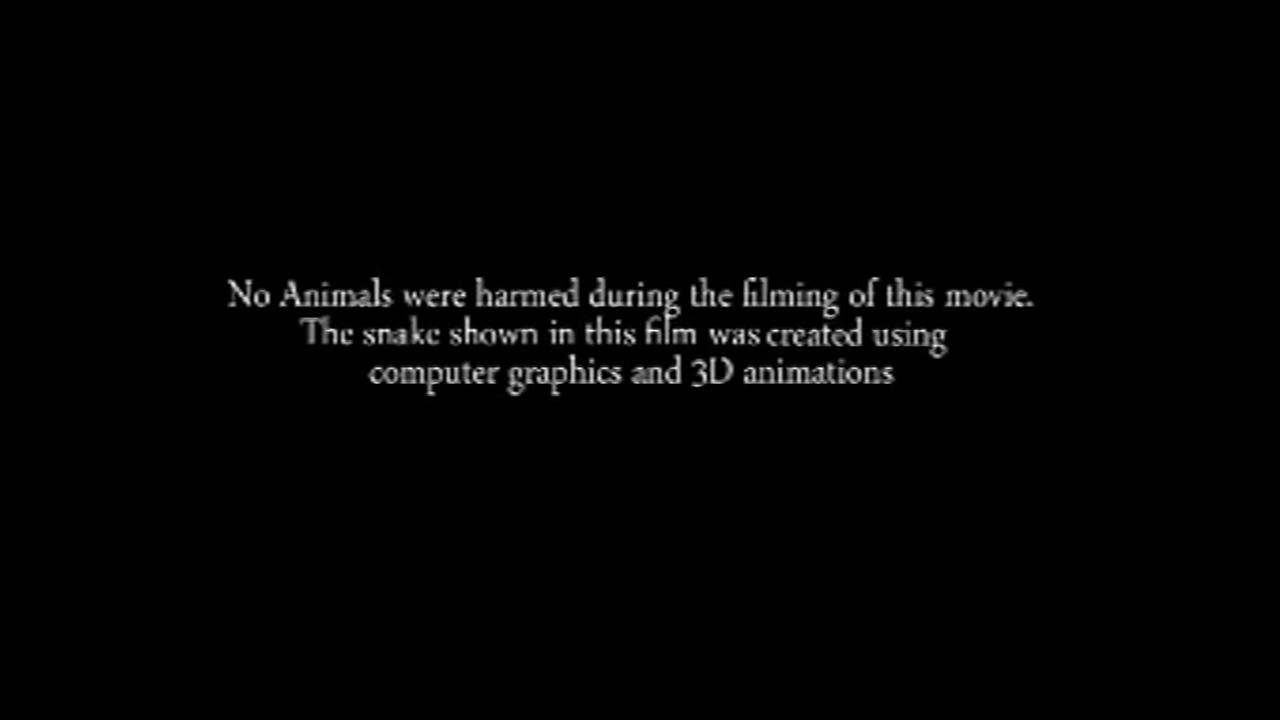 No Animals were harmed during the filming of this movie.
The snake shown in this film was created using
computer graphics and 3D animations